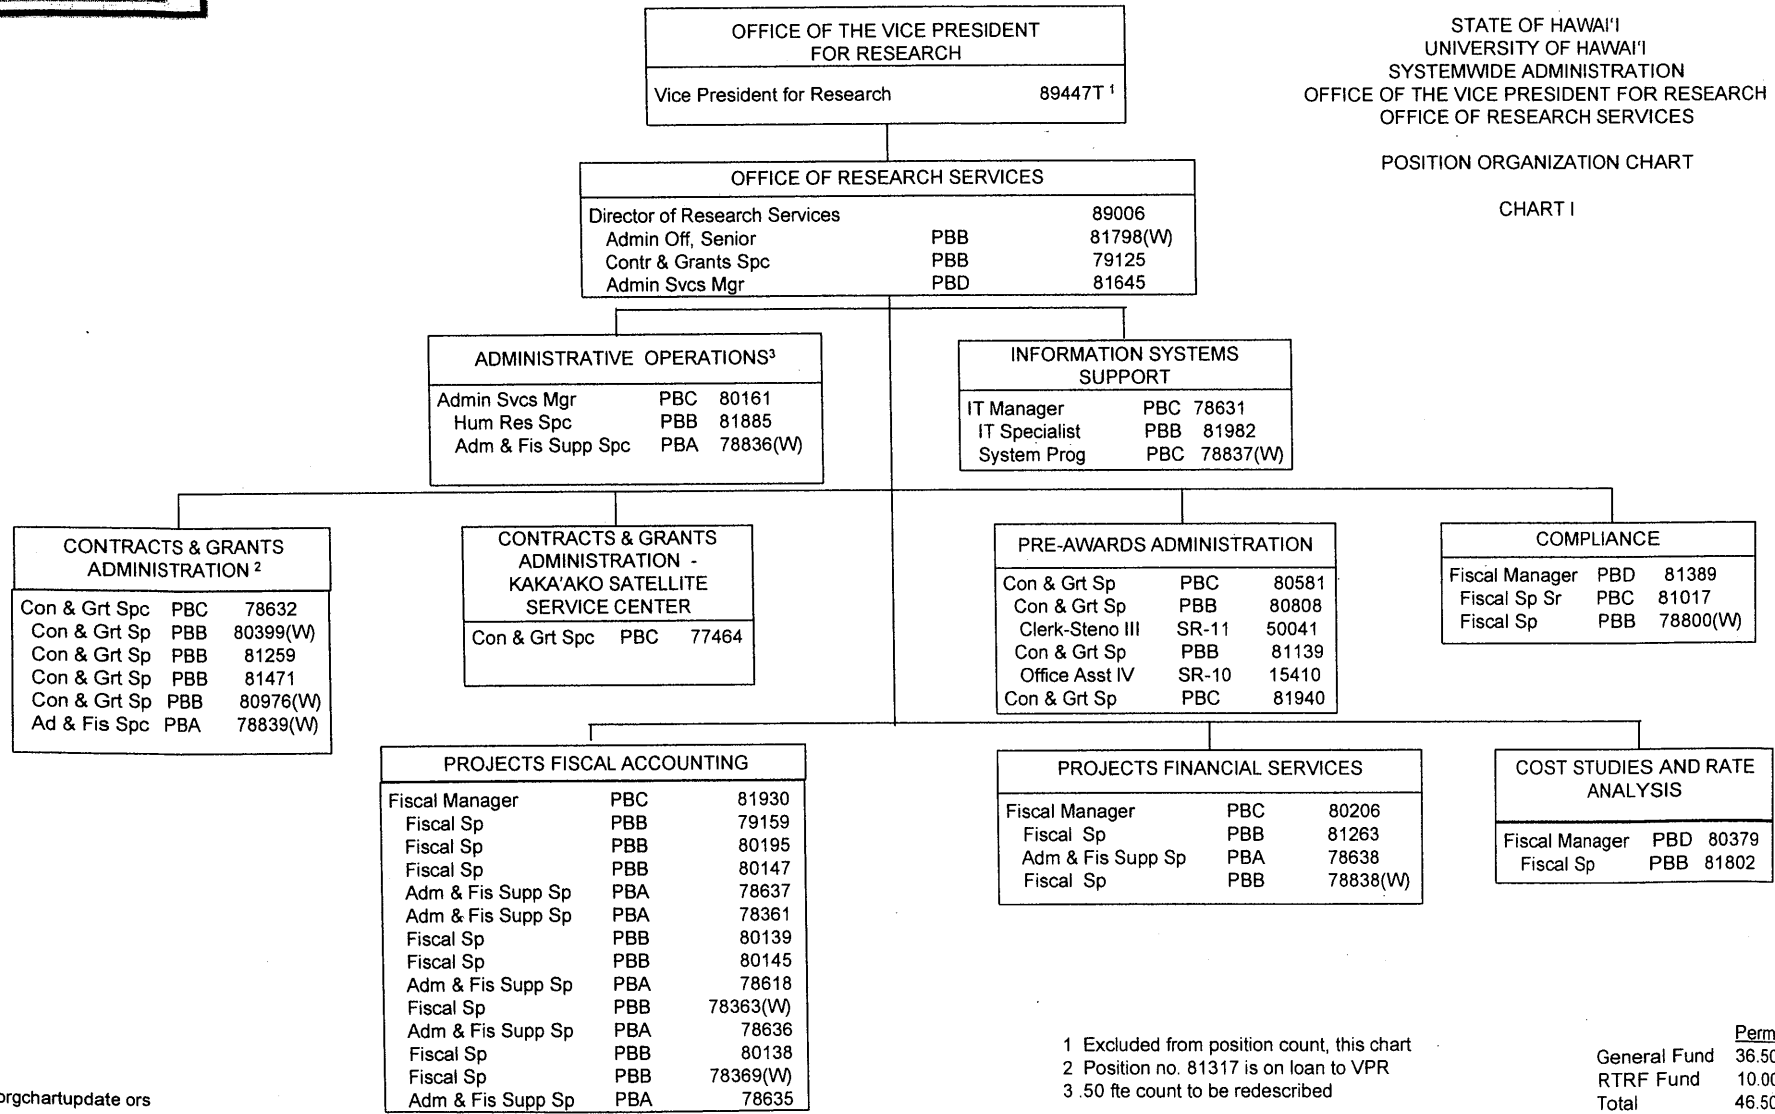 OFFICE OF THE VICE PRESIDENT
FOR RESEARCH
Vice President for Research 89447T 1
STATE OF HAWAI'I
UNIVERSITY OF HAWAI'I
SYSTEMWIDE ADMINISTRATION
OFFICE OF THE VICE PRESIDENT FOR RESEARCH
OFFICE OF RESEARCH SERVICES
POSITION ORGANIZATION CHART
CHART I
OFFICE OF RESEARCH SERVICES
Director of Research Services 89006
Admin Off, Senior PBB 81798(W)
Contr & Grants Spc PBB 79125
Admin Svcs Mgr PBD 81645
ADMINISTRATIVE OPERATIONS3
Admin Svcs Mgr PBC 80161
Hum Res Spc PBB 81885
Adm & Fis Supp Spc PBA 78836(W)
INFORMATION SYSTEMS
SUPPORT
IT Manager PBC 78631
IT Specialist PBB 81982
System Prog PBC 78837(W)
CONTRACTS & GRANTS
ADMINISTRATION 2
Con & Grt Spc PBC 78632
Con & Grt Sp PBB 80399(W)
Con & Grt Sp PBB 81259
Con & Grt Sp PBB 81471
Con & Grt Sp PBB 80976(W)
Ad & Fis Spc PBA 78839(W)
CONTRACTS & GRANTS
ADMINISTRATION -
KAKA'AKO SATELLITE
SERVICE CENTER
Con & Grt Spc PBC 77464
PRE-AWARDS ADMINISTRATION
Con & Grt Sp PBC 80581
Con & Grt Sp PBB 80808
Clerk-Steno III SR-11 50041
Con & Grt Sp PBB 81139
Office Asst IV SR-10 15410
Con & Grt Sp PBC 81940
COMPLIANCE
Fiscal Manager PBD 81389
Fiscal Sp Sr PBC 81017
Fiscal Sp PBB 78800(W)
PROJECTS FISCAL ACCOUNTING
Fiscal Manager PBC 81930
Fiscal Sp PBB 79159
Fiscal Sp PBB 80195
Fiscal Sp PBB 80147
Adm & Fis Supp Sp PBA 78637
Adm & Fis Supp Sp PBA 78361
Fiscal Sp PBB 80139
Fiscal Sp PBB 80145
Adm & Fis Supp Sp PBA 78618
Fiscal Sp PBB 78363(W)
Adm & Fis Supp Sp PBA 78636
Fiscal Sp PBB 80138
Fiscal Sp PBB 78369(W)
Adm & Fis Supp Sp PBA 78635
PROJECTS FINANCIAL SERVICES
Fiscal Manager PBC 80206
Fiscal Sp PBB 81263
Adm & Fis Supp Sp PBA 78638
Fiscal Sp PBB 78838(W)
COST STUDIES AND RATE
ANALYSIS
Fiscal Manager PBD 80379
Fiscal Sp PBB 81802
1 Excluded from position count, this chart
2 Position no. 81317 is on loan to VPR
3 .50 fte count to be redescribed
Perm
General Fund 36.50
RTRF Fund 10.00
Total 46.50
orgchartupdate ors